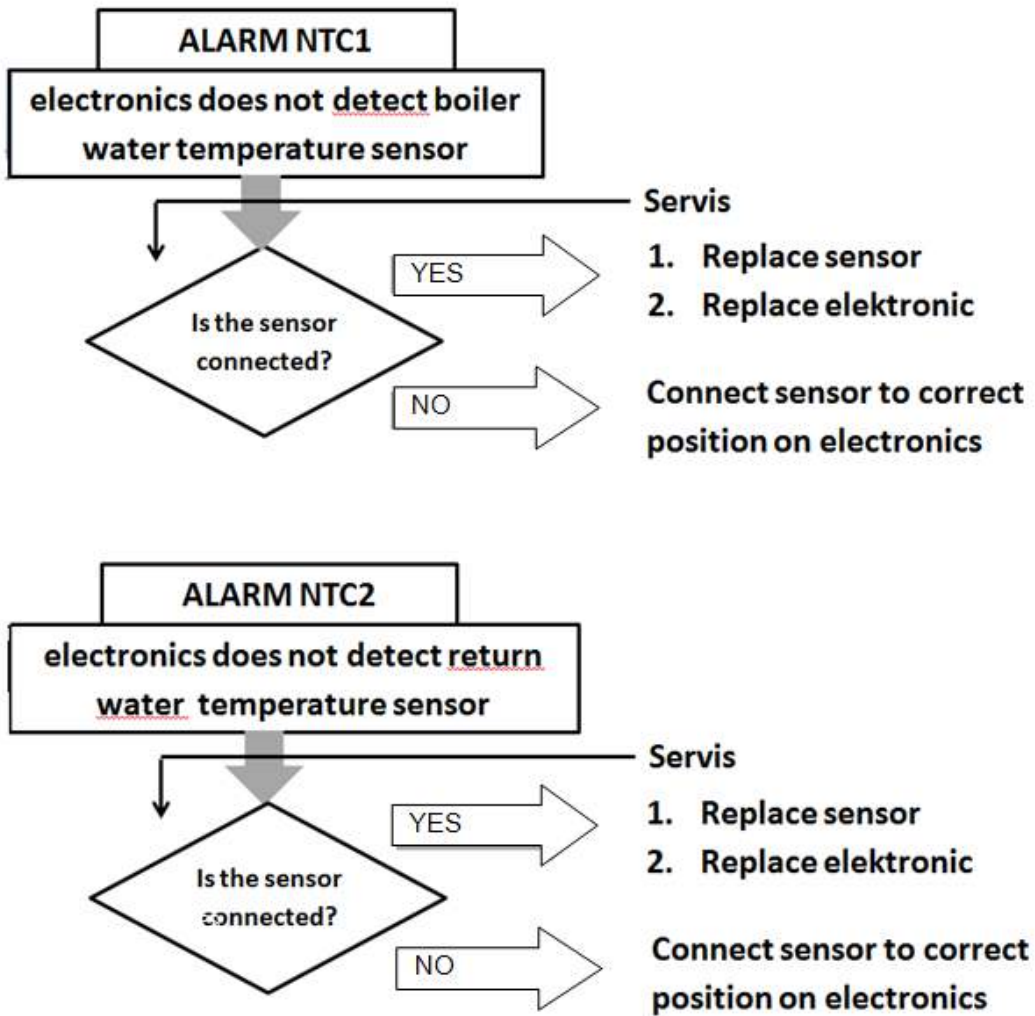 ALARM NTC1
electronics does not detect boiler
water temperature sensor
Servis
Is the sensor
connected?
YES
1. Replace sensor
2. Replace elektronic
NO
Connect sensor to correct
position on electronics
ALARM NTC2
electronics does not detect return
water temperature sensor
Servis
Is the sensor
connected?
YES
1. Replace sensor
2. Replace elektronic
NO
Connect sensor to correct
position on electronics